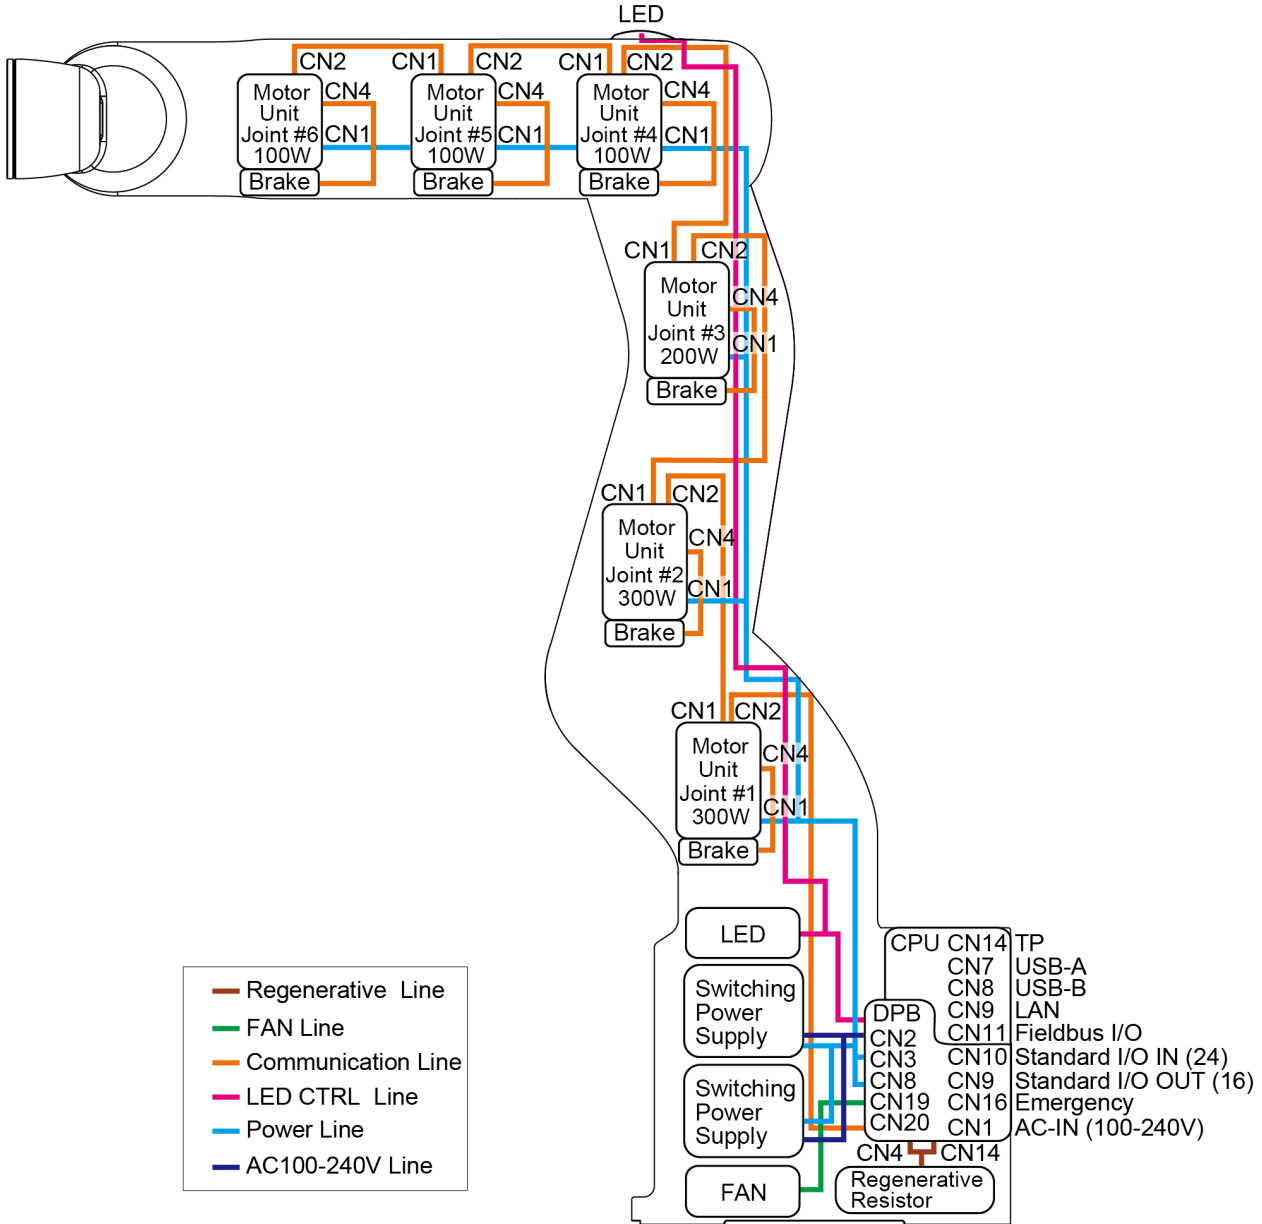 LED
CN2 CN1 CN2 CN1 CN2
Motor
Unit
Joint #6
100W
Brake
CN4
CN1
Motor
Unit
Joint #5
100W
Brake
CN4
CN1
Motor
Unit
Joint #4
100W
Brake
CN4
CN1
CN1 CN2
Motor
Unit
Joint #3
200W
Brake
CN4
CN1
CN1 CN2
Motor
Unit
Joint #2
300W
Brake
CN4
CN1
CN1 CN2
Motor
Unit
Joint #1
300W
Brake
CN4
CN1
LED
Switching
Power
Supply
Switching
Power
Supply
FAN
CPU CN14 TP
CN7 USB-A
CN8 USB-B
CN9 LAN
CN11 Fieldbus I/O
CN10 Standard I/O IN (24)
CN9 Standard I/O OUT (16)
CN16 Emergency
CN1 AC-IN (100-240V)
DPB
CN2
CN3
CN8
CN19
CN20
CN4 CN14
Regenerative
Resistor
Regenerative Line
FAN Line
Communication Line
LED CTRL Line
Power Line
AC100-240V Line